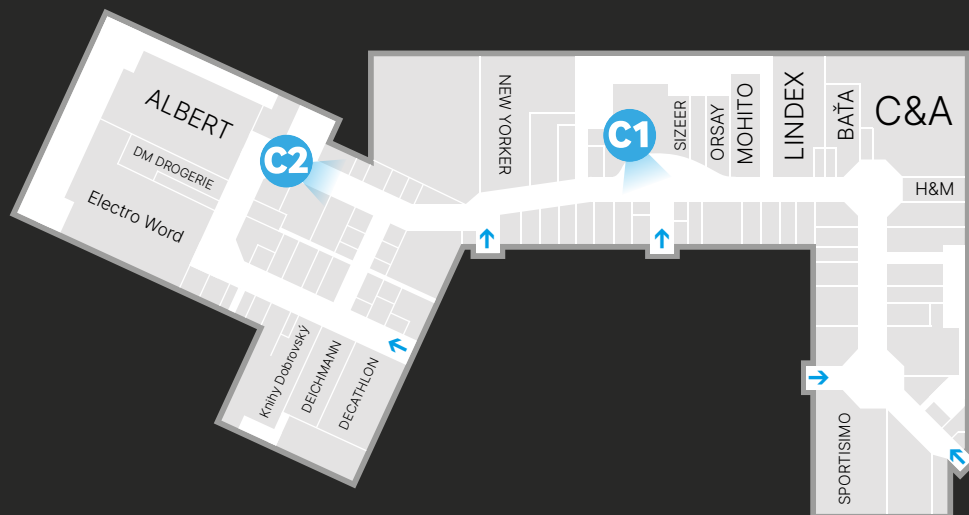 ALBERT
DM DROGERIE
Electro Word
C2
NEW YORKER
C1
SIZEER
ORSAY
MOHITO
LINDEX
BAŤA
C&A
H&M
Knihy Dobrovský
DEICHMANN
DECATHLON
SPORTISIMO